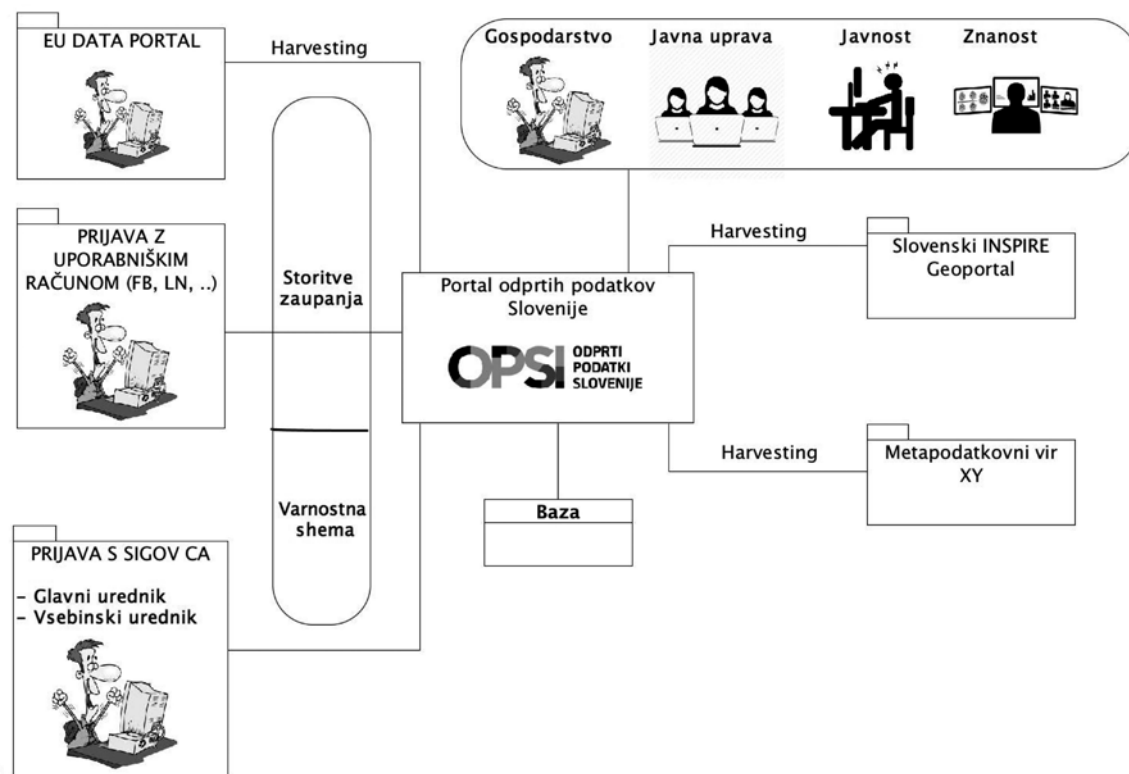 EU DATA PORTAL
Harvesting
Gospodarstvo
Javna uprava
Javnost
Znanost
PRIJAVA Z
UPORABNIŠKIM
RAČUNOM (FB, LN, ..)
Storitve
zaupanja
Portal odprtih podatkov
Slovenije
OPSI
ODPRTI
PODATKI
SLOVENIJE
Harvesting
Slovenski INSPIRE
Geoportal
Harvesting
Metapodatkovni vir
XY
Baza
Varnostna
shema
PRIJAVA S SIGOV CA
- Glavni urednik
- Vsebinski urednik